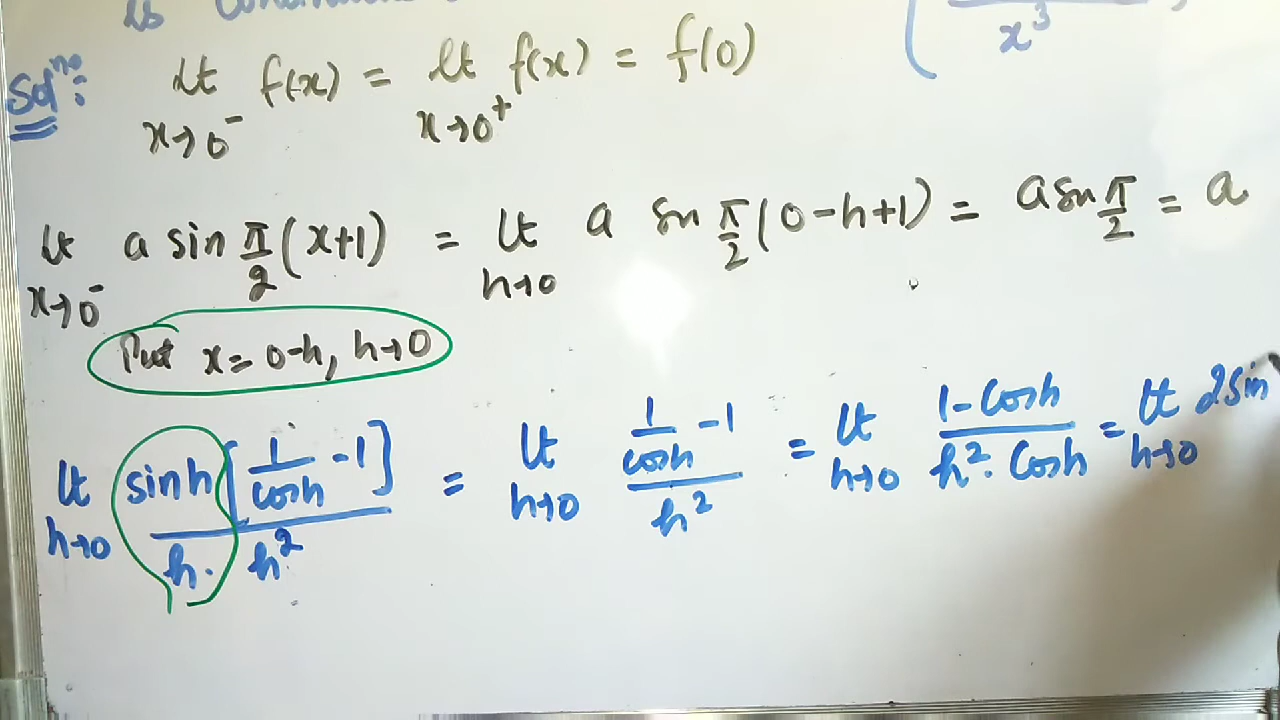 is
x³
Solⁿᵒ: lt f(x) = lt f(x) = f(0)
x→0⁻ x→0⁺
lt a sin π/2 (x+1) = lt a sin π/2 (0-h+1) = a sin π/2 = a
x→0⁻ h→0
Put x = 0-h, h→0
lt sinh [1/cosh - 1] / h. h² = lt (1/cosh - 1) / h² = lt (1-cosh) / (h². cosh) = lt 2sin
h→0 h→0 h→0 h→0